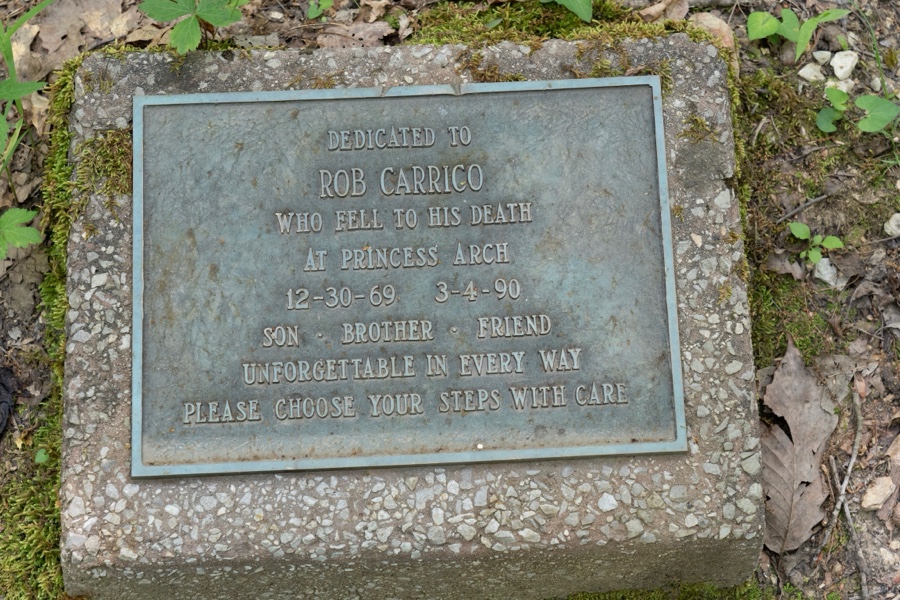 DEDICATED TO
ROB CARRICO
WHO FELL TO HIS DEATH
AT PRINCESS ARCH
12-30-69 3-4-90
SON · BROTHER · FRIEND
UNFORGETTABLE IN EVERY WAY
PLEASE CHOOSE YOUR STEPS WITH CARE